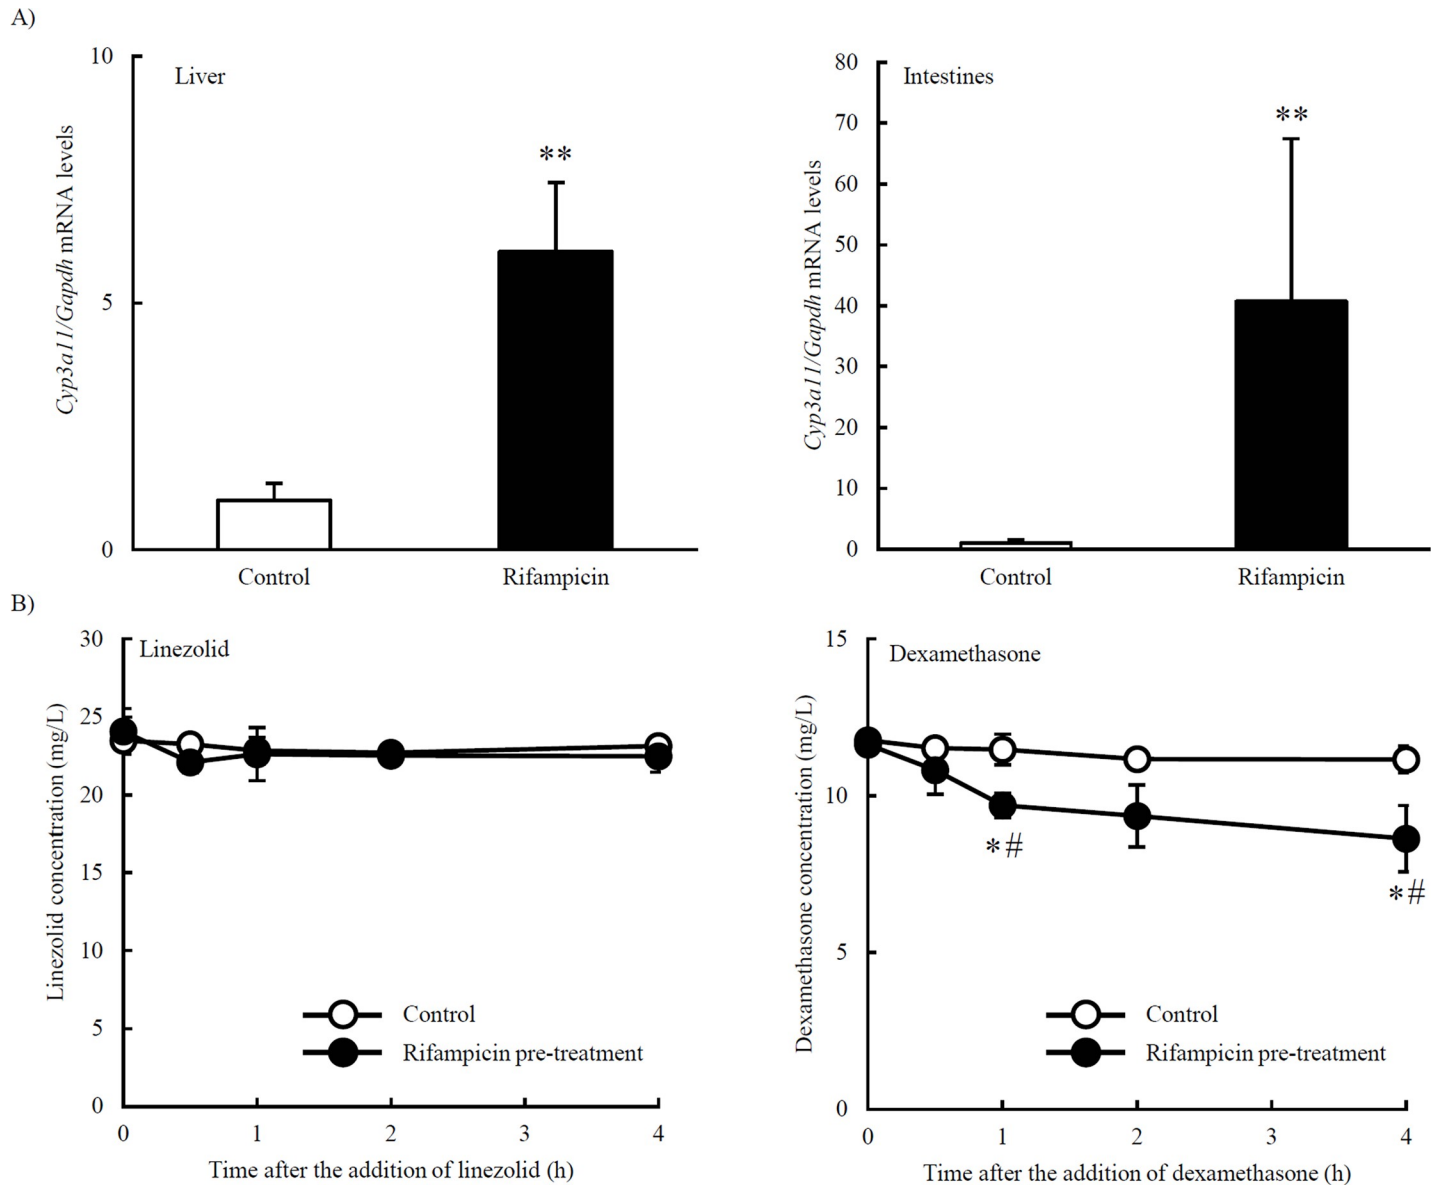 A)
10
5
0
Cyp3a11/Gapdh mRNA levels
Liver
**
Control
Rifampicin
80
70
60
50
40
30
20
10
0
Cyp3a11/Gapdh mRNA levels
Intestines
**
Control
Rifampicin
B)
30
25
20
15
10
5
0
Linezolid concentration (mg/L)
Linezolid
Control
Rifampicin pre-treatment
0 1 2 3 4
Time after the addition of linezolid (h)
15
10
5
0
Dexamethasone concentration (mg/L)
Dexamethasone
*#
*#
Control
Rifampicin pre-treatment
0 1 2 3 4
Time after the addition of dexamethasone (h)